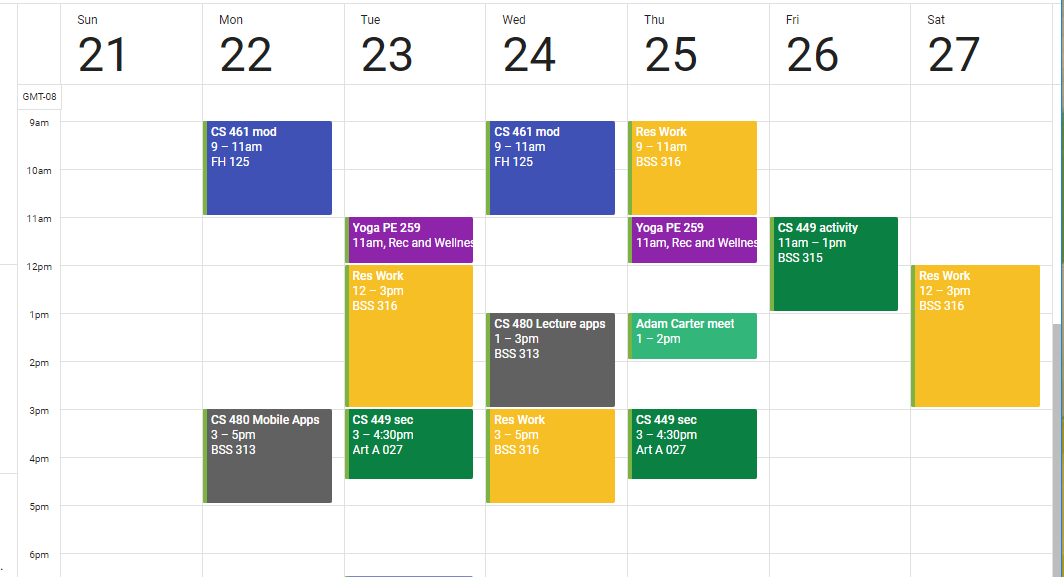 Sun
21
Mon
22
Tue
23
Wed
24
Thu
25
Fri
26
Sat
27
GMT-08
9am
10am
11am
12pm
1pm
2pm
3pm
4pm
5pm
6pm
CS 461 mod
9 – 11am
FH 125
CS 480 Mobile Apps
3 – 5pm
BSS 313
Yoga PE 259
11am, Rec and Wellnes
Res Work
12 – 3pm
BSS 316
CS 449 sec
3 – 4:30pm
Art A 027
CS 461 mod
9 – 11am
FH 125
CS 480 Lecture apps
1 – 3pm
BSS 313
Res Work
3 – 5pm
BSS 316
Res Work
9 – 11am
BSS 316
Yoga PE 259
11am, Rec and Wellnes
Adam Carter meet
1 – 2pm
CS 449 sec
3 – 4:30pm
Art A 027
CS 449 activity
11am – 1pm
BSS 315
Res Work
12 – 3pm
BSS 316